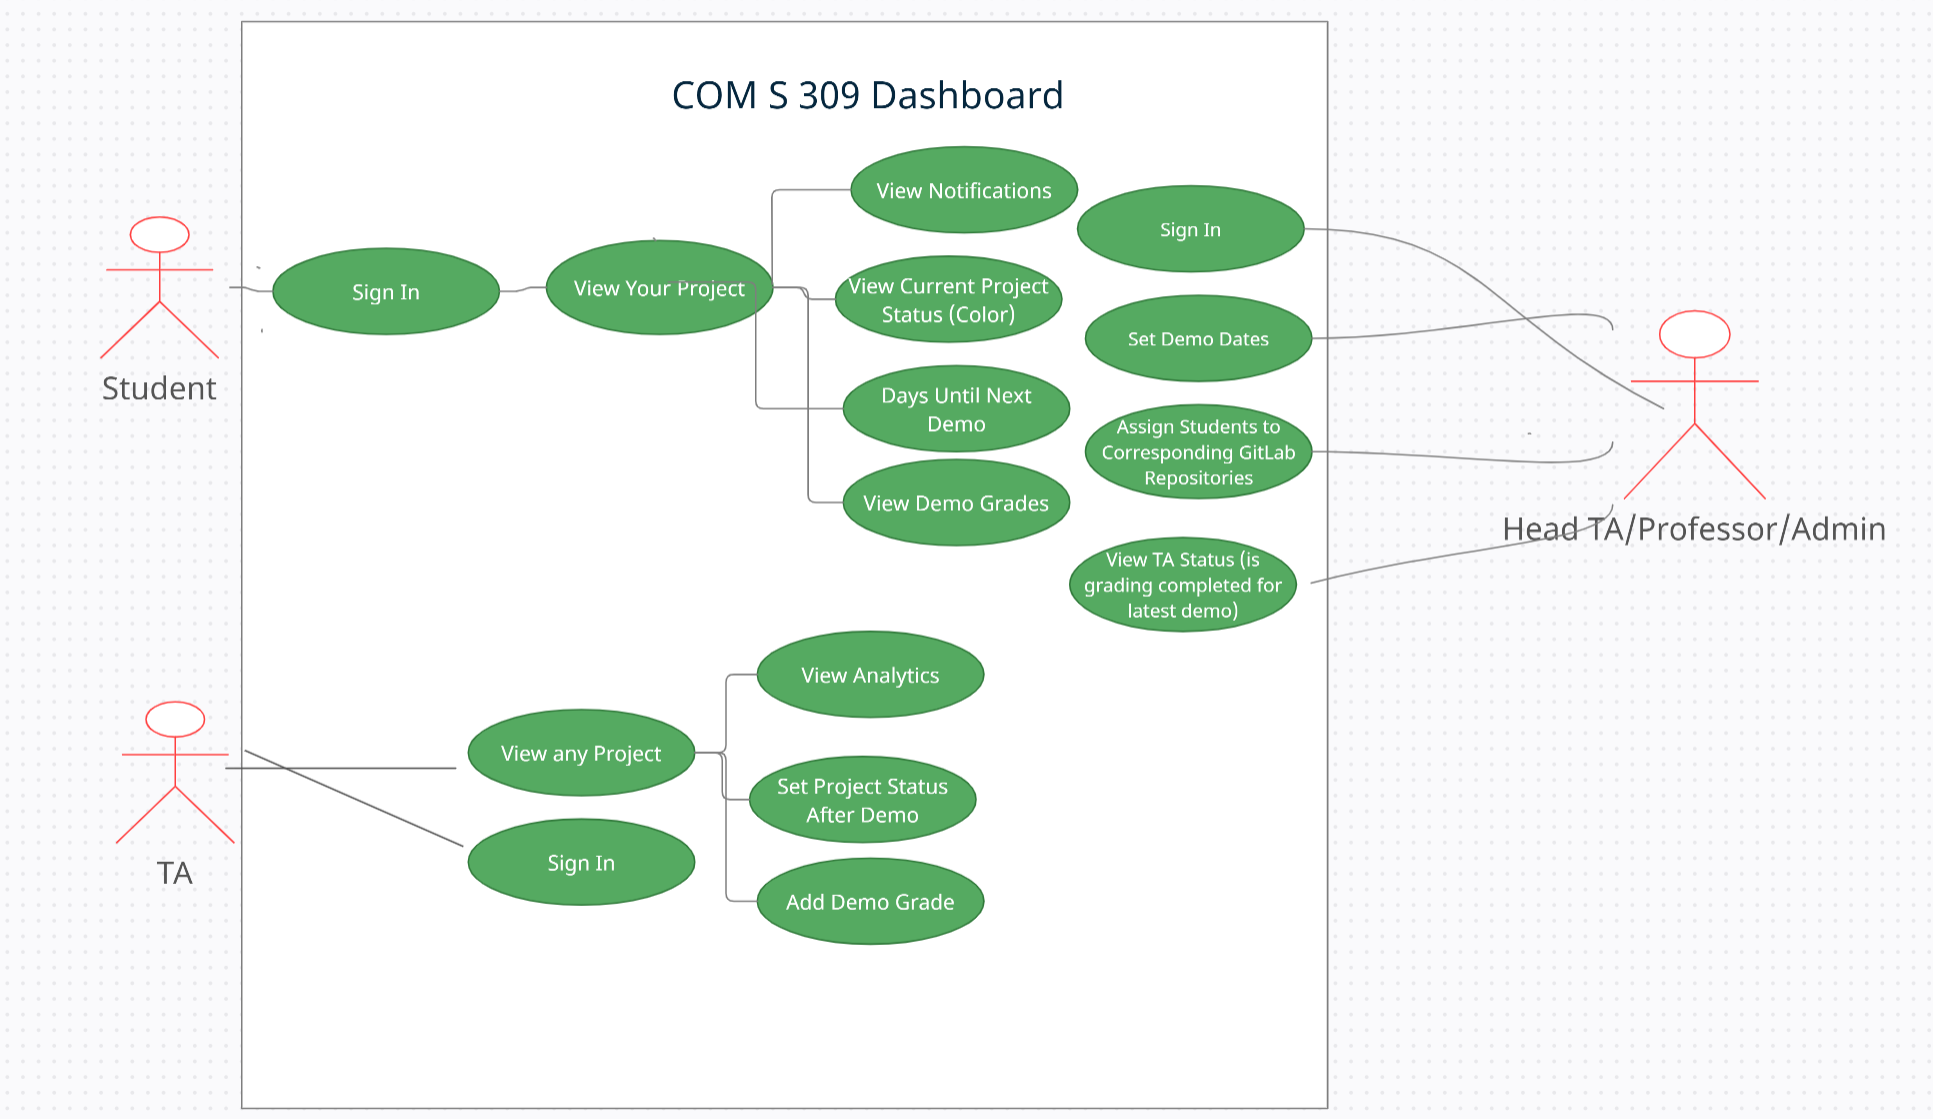 COM S 309 Dashboard
Student
Sign In
View Your Project
View Notifications
View Current Project
Status (Color)
Days Until Next
Demo
View Demo Grades
Sign In
Set Demo Dates
Assign Students to
Corresponding GitLab
Repositories
View TA Status (is
grading completed for
latest demo)
Head TA/Professor/Admin
TA
View any Project
Sign In
View Analytics
Set Project Status
After Demo
Add Demo Grade